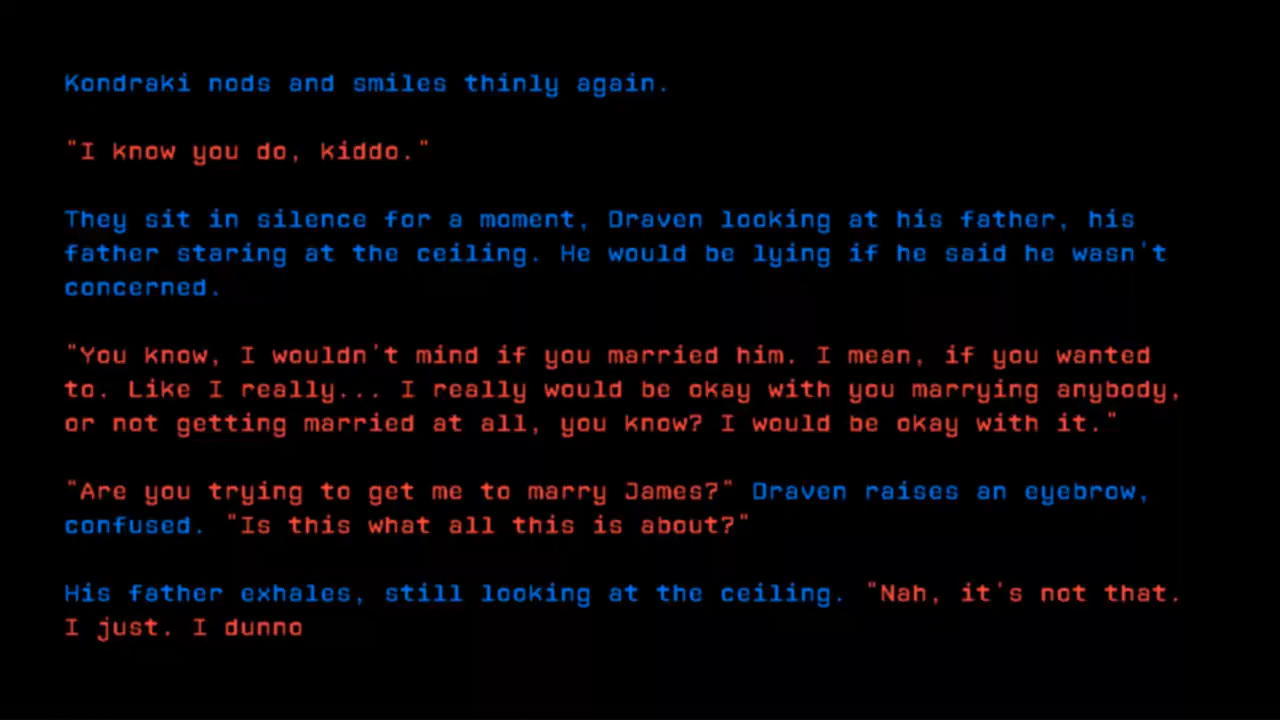 Kondraki nods and smiles thinly again.
"I know you do, kiddo."
They sit in silence for a moment, Draven looking at his father, his
father staring at the ceiling. He would be lying if he said he wasn't
concerned.
"You know, I wouldn't mind if you married him. I mean, if you wanted
to. Like I really... I really would be okay with you marrying anybody,
or not getting married at all, you know? I would be okay with it."
"Are you trying to get me to marry James?" Draven raises an eyebrow,
confused. "Is this what all this is about?"
His father exhales, still looking at the ceiling. "Nah, it's not that.
I just. I dunno